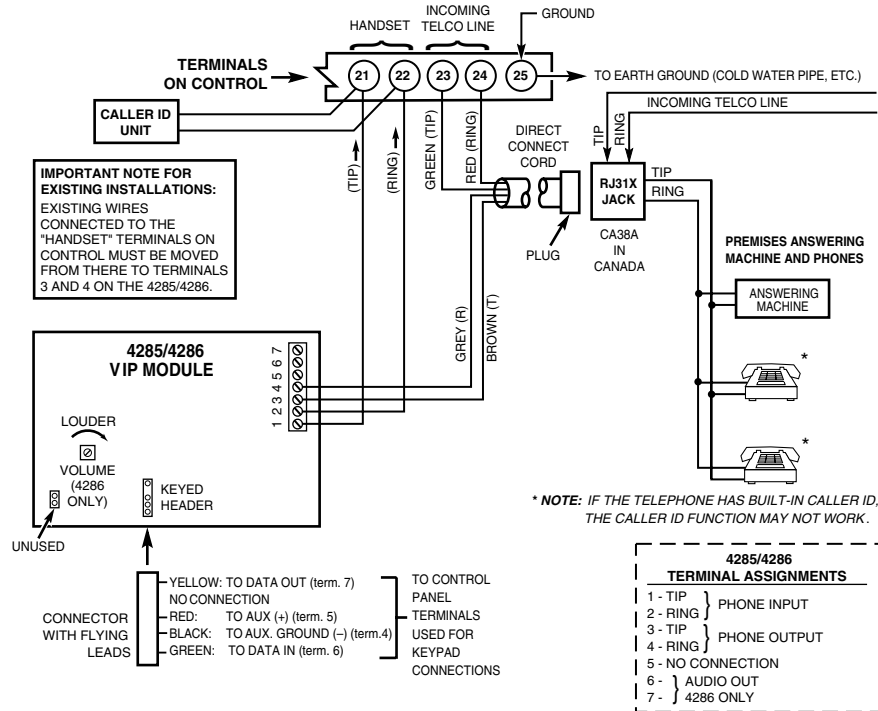 HANDSET
INCOMING
TELCO LINE
GROUND
TERMINALS
ON CONTROL
21
22
23
24
25
TO EARTH GROUND (COLD WATER PIPE, ETC.)
INCOMING TELCO LINE
CALLER ID
UNIT
(TIP)
(RING)
GREEN (TIP)
RED (RING)
DIRECT
CONNECT
CORD
TIP
RING
RJ31X
JACK
TIP
RING
PLUG
CA38A
IN
CANADA
IMPORTANT NOTE FOR
EXISTING INSTALLATIONS:
EXISTING WIRES
CONNECTED TO THE
"HANDSET" TERMINALS ON
CONTROL MUST BE MOVED
FROM THERE TO TERMINALS
3 AND 4 ON THE 4285/4286.
PREMISES ANSWERING
MACHINE AND PHONES
ANSWERING
MACHINE
*
*
GREY (R)
BROWN (T)
4285/4286
VIP MODULE
1 2 3 4 5 6 7
LOUDER
VOLUME
(4286
ONLY)
KEYED
HEADER
UNUSED
* NOTE: IF THE TELEPHONE HAS BUILT-IN CALLER ID,
THE CALLER ID FUNCTION MAY NOT WORK.
CONNECTOR
WITH FLYING
LEADS
YELLOW: TO DATA OUT (term. 7)
NO CONNECTION
RED: TO AUX (+) (term. 5)
BLACK: TO AUX. GROUND (–) (term.4)
GREEN: TO DATA IN (term. 6)
TO CONTROL
PANEL
TERMINALS
USED FOR
KEYPAD
CONNECTIONS
4285/4286
TERMINAL ASSIGNMENTS
1 - TIP
2 - RING } PHONE INPUT
3 - TIP
4 - RING } PHONE OUTPUT
5 - NO CONNECTION
6 - } AUDIO OUT
7 - } 4286 ONLY